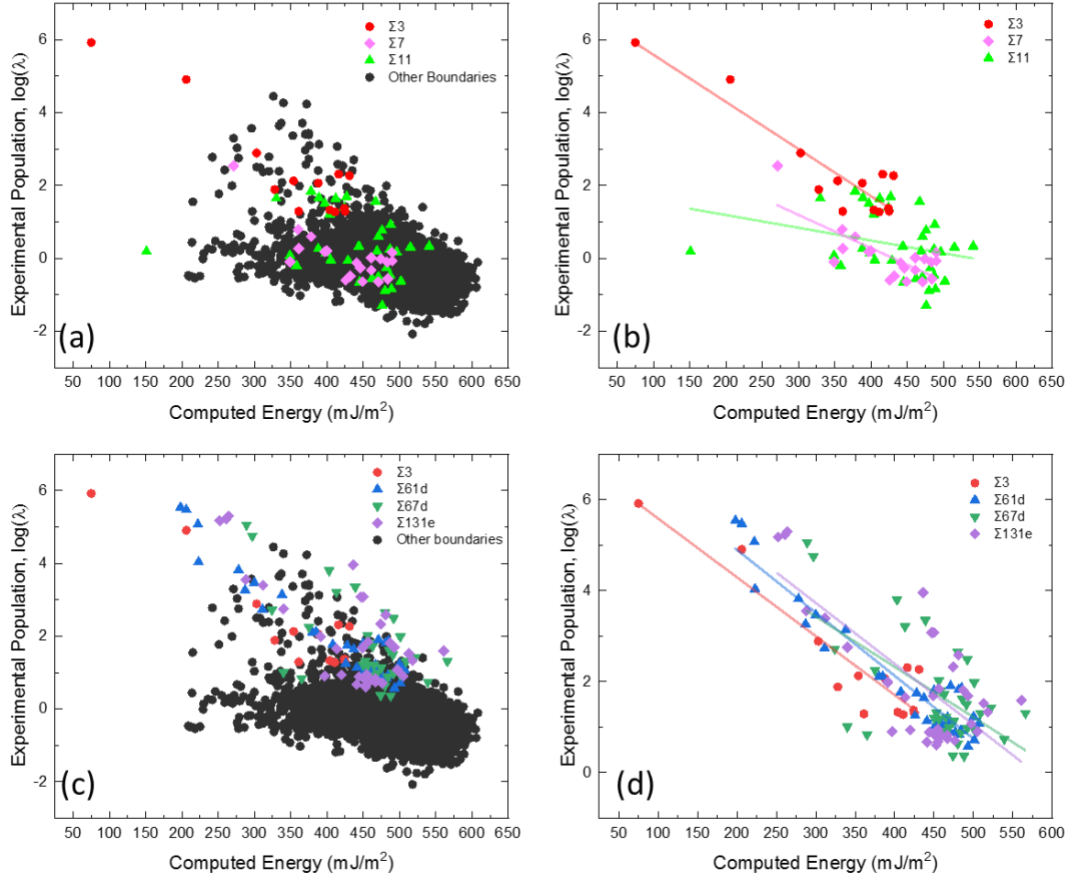 Σ3
Σ7
Σ11
Other Boundaries
6
4
2
0
-2
Experimental Population, log(λ)
(a)
50 100 150 200 250 300 350 400 450 500 550 600 650
Computed Energy (mJ/m²)
Σ3
Σ7
Σ11
6
4
2
0
-2
Experimental Population, log(λ)
(b)
50 100 150 200 250 300 350 400 450 500 550 600 650
Computed Energy (mJ/m²)
Σ3
Σ61d
Σ67d
Σ131e
Other boundaries
6
4
2
0
-2
Experimental Population, log(λ)
(c)
50 100 150 200 250 300 350 400 450 500 550 600 650
Computed Energy (mJ/m²)
Σ3
Σ61d
Σ67d
Σ131e
6
4
2
0
Experimental Population, log(λ)
(d)
50 100 150 200 250 300 350 400 450 500 550 600 650
Computed Energy (mJ/m²)